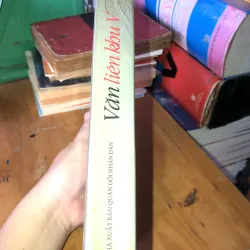 Văn liên khu V
NHÀ XUẤT BẢN QUÂN ĐỘI NHÂN DÂN